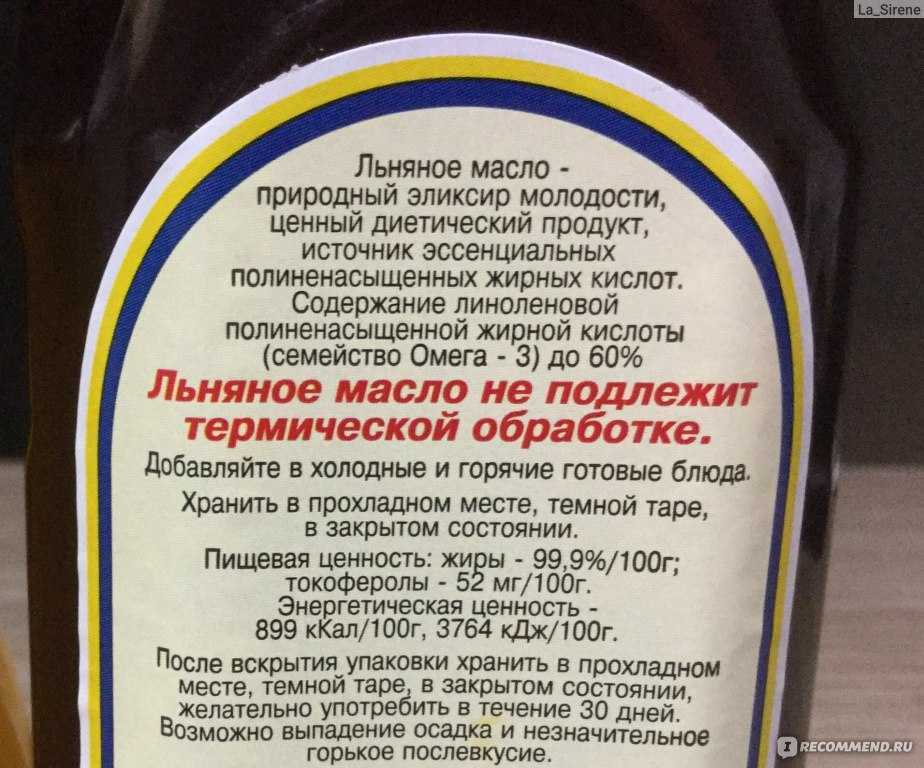 La_Sirene
Льняное масло -
природный эликсир молодости,
ценный диетический продукт,
источник эссенциальных
полиненасыщенных жирных кислот.
Содержание линоленовой
полиненасыщенной жирной кислоты
(семейство Омега - 3) до 60%
Льняное масло не подлежит
термической обработке.
Добавляйте в холодные и горячие готовые блюда.
Хранить в прохладном месте, темной таре,
в закрытом состоянии.
Пищевая ценность: жиры - 99,9%/100г;
токоферолы - 52 мг/100г.
Энергетическая ценность -
899 кКал/100г, 3764 кДж/100г.
После вскрытия упаковки хранить в прохладном
месте, темной таре, в закрытом состоянии,
желательно употребить в течение 30 дней.
Возможно выпадение осадка и незначительное
горькое послевкусие.
I RECOMMEND.RU